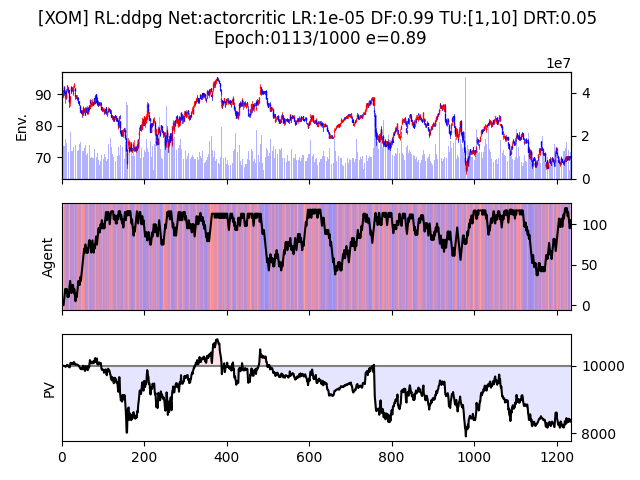 [XOM] RL:ddpg Net:actorcritic LR:1e-05 DF:0.99 TU:[1,10] DRT:0.05
Epoch:0113/1000 e=0.89
1e7
Env.
90
80
70
4
2
0
Agent
100
50
0
PV
10000
8000
0 200 400 600 800 1000 1200